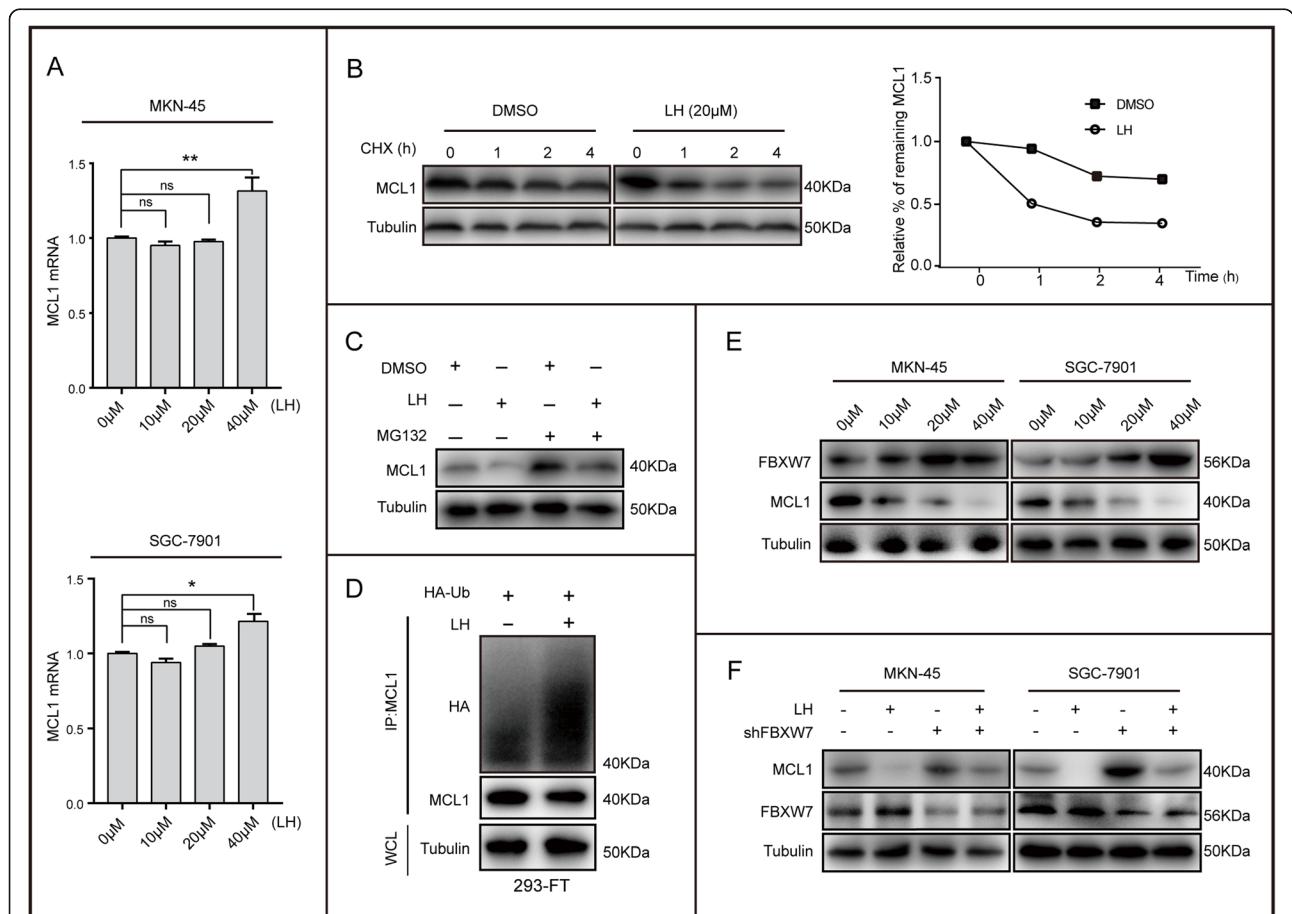 A
MKN-45
1.5
1.0
0.5
0.0
MCL1 mRNA
**
ns
ns
0μM 10μM 20μM 40μM (LH)
SGC-7901
1.5
1.0
0.5
0.0
MCL1 mRNA
*
ns
ns
0μM 10μM 20μM 40μM (LH)
B
DMSO LH (20μM)
CHX (h) 0 1 2 4 0 1 2 4
MCL1 40KDa
Tubulin 50KDa
Relative % of remaining MCL1
1.5
1.0
0.5
0.0
DMSO
LH
0 1 2 4 Time (h)
C
DMSO + – + –
LH – + – +
MG132 – – + +
MCL1 40KDa
Tubulin 50KDa
D
HA-Ub + +
LH – +
IP:MCL1
HA
40KDa
MCL1 40KDa
WCL
Tubulin 50KDa
293-FT
E
MKN-45 SGC-7901
0μM 10μM 20μM 40μM 0μM 10μM 20μM 40μM
FBXW7 56KDa
MCL1 40KDa
Tubulin 50KDa
F
MKN-45 SGC-7901
LH - + - + - + - +
shFBXW7 - - + + - - + +
MCL1 40KDa
FBXW7 56KDa
Tubulin 50KDa